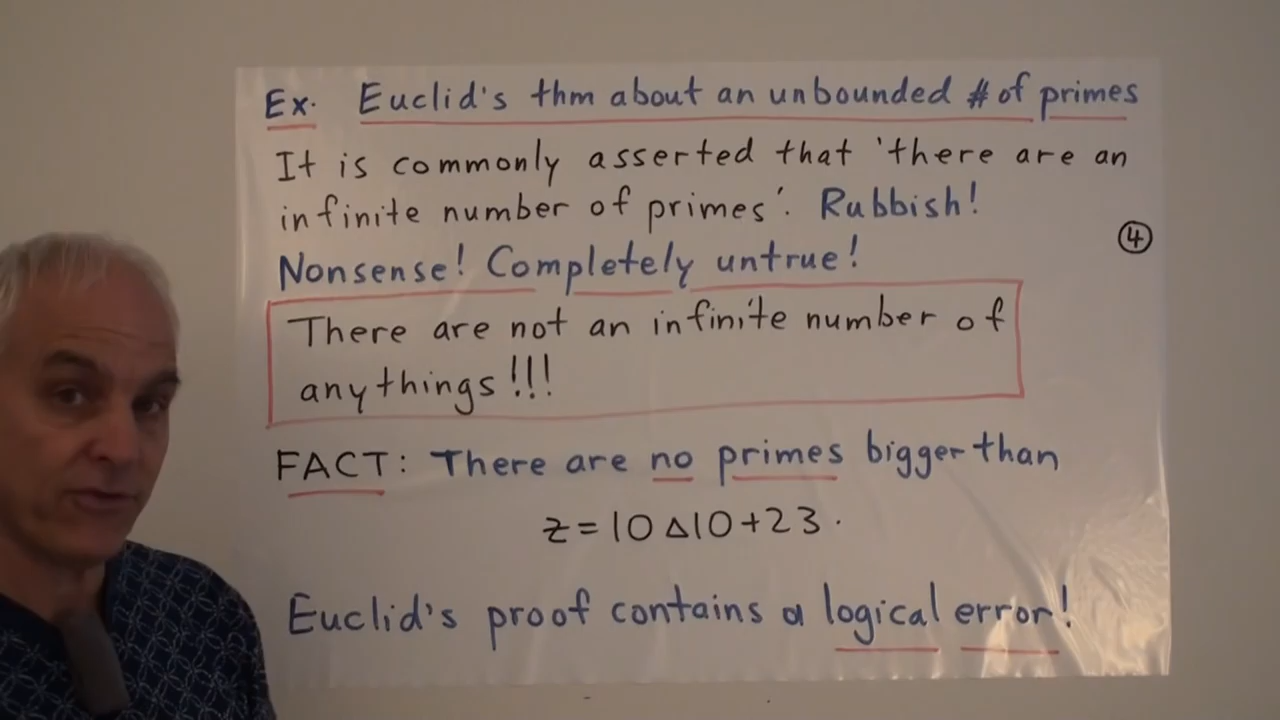 Ex. Euclid's thm about an unbounded # of primes
It is commonly asserted that 'there are an
infinite number of primes'. Rubbish!
④
Nonsense! Completely untrue!
There are not an infinite number of
anythings!!!
FACT: There are no primes bigger than
z = 10 △ 10 + 23.
Euclid's proof contains a logical error!